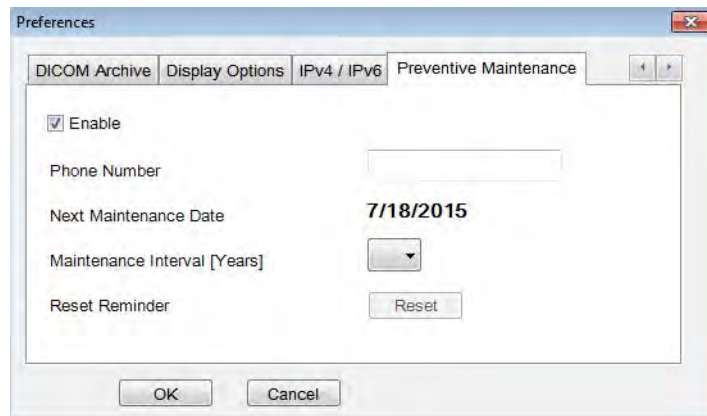 Preferences
DICOM Archive Display Options IPv4 / IPv6 Preventive Maintenance
Enable
Phone Number
Next Maintenance Date 7/18/2015
Maintenance Interval [Years]
Reset Reminder Reset
OK Cancel